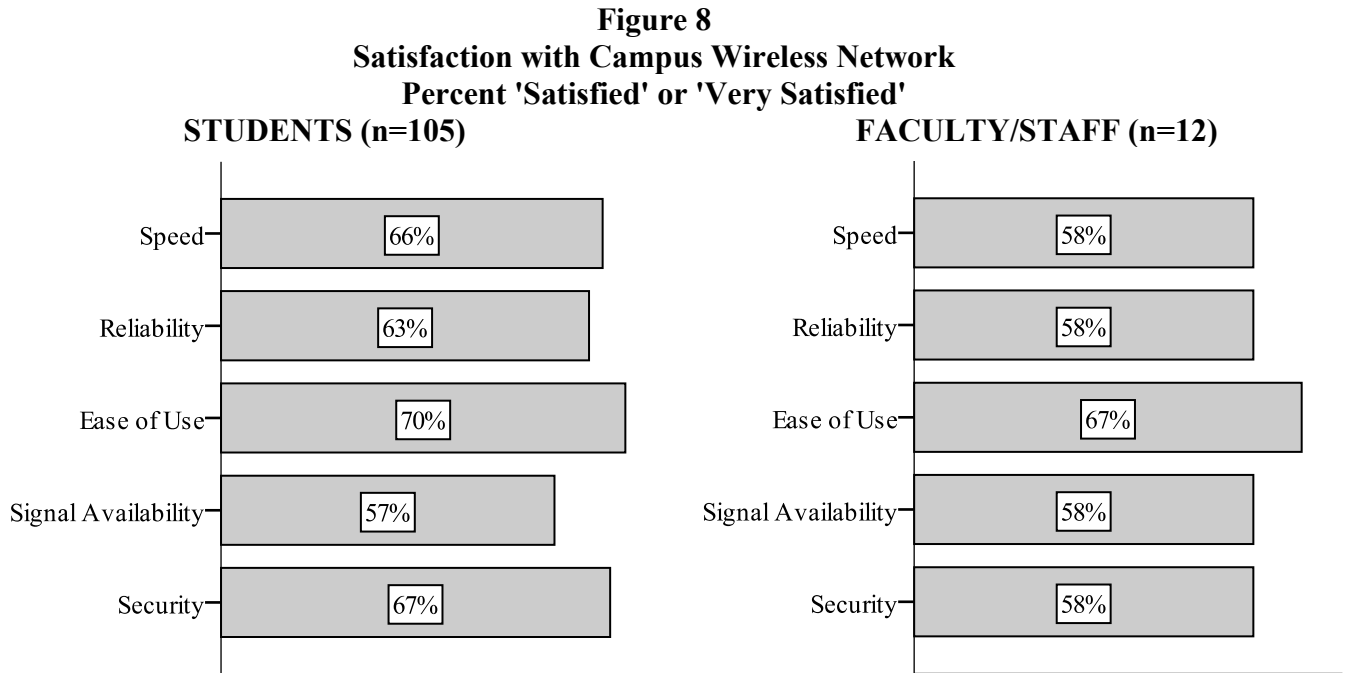 Figure 8
Satisfaction with Campus Wireless Network
Percent 'Satisfied' or 'Very Satisfied'
STUDENTS (n=105)
Speed 66%
Reliability 63%
Ease of Use 70%
Signal Availability 57%
Security 67%
FACULTY/STAFF (n=12)
Speed 58%
Reliability 58%
Ease of Use 67%
Signal Availability 58%
Security 58%